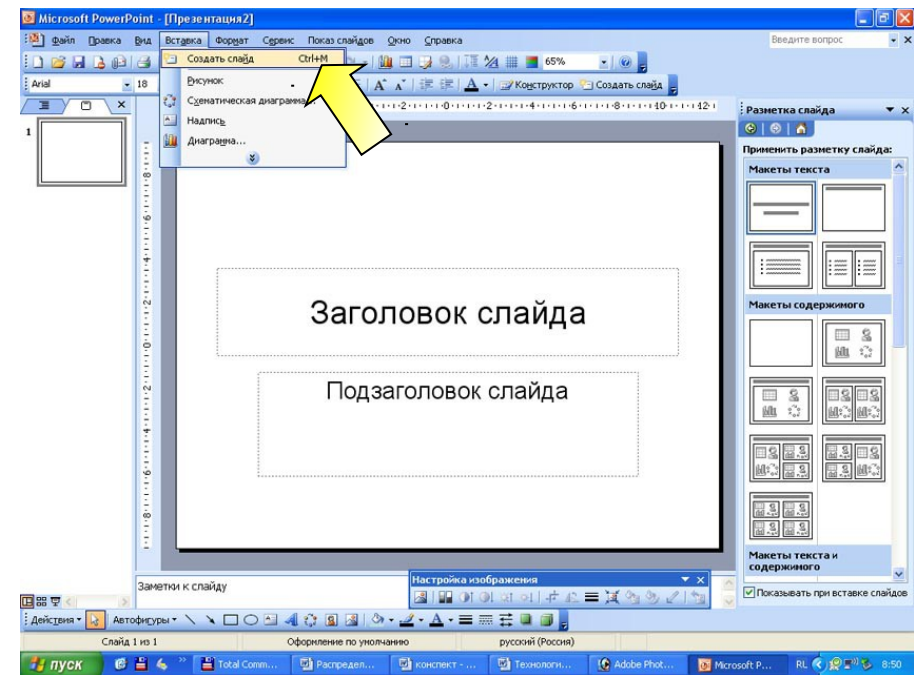 Microsoft PowerPoint - [Презентация2]
Файл Правка Вид Вставка Формат Сервис Показ слайдов Окно Справка
Введите вопрос
Создать слайд Ctrl+M
65%
Arial 18
Рисунок
Конструктор Создать слайд
Схематическая диаграмма...
Надпись
Диаграмма...
1
Разметка слайда
Применить разметку слайда:
Макеты текста
Заголовок слайда
Подзаголовок слайда
Макеты содержимого
Макеты текста и
содержимого
Заметки к слайду
Настройка изображения
Показывать при вставке слайдов
Действия Автофигуры
Слайд 1 из 1 Оформление по умолчанию русский (Россия)
пуск Total Comm... Распредел... конспект - ... Технологи... Adobe Phot... Microsoft P... RL 8:50